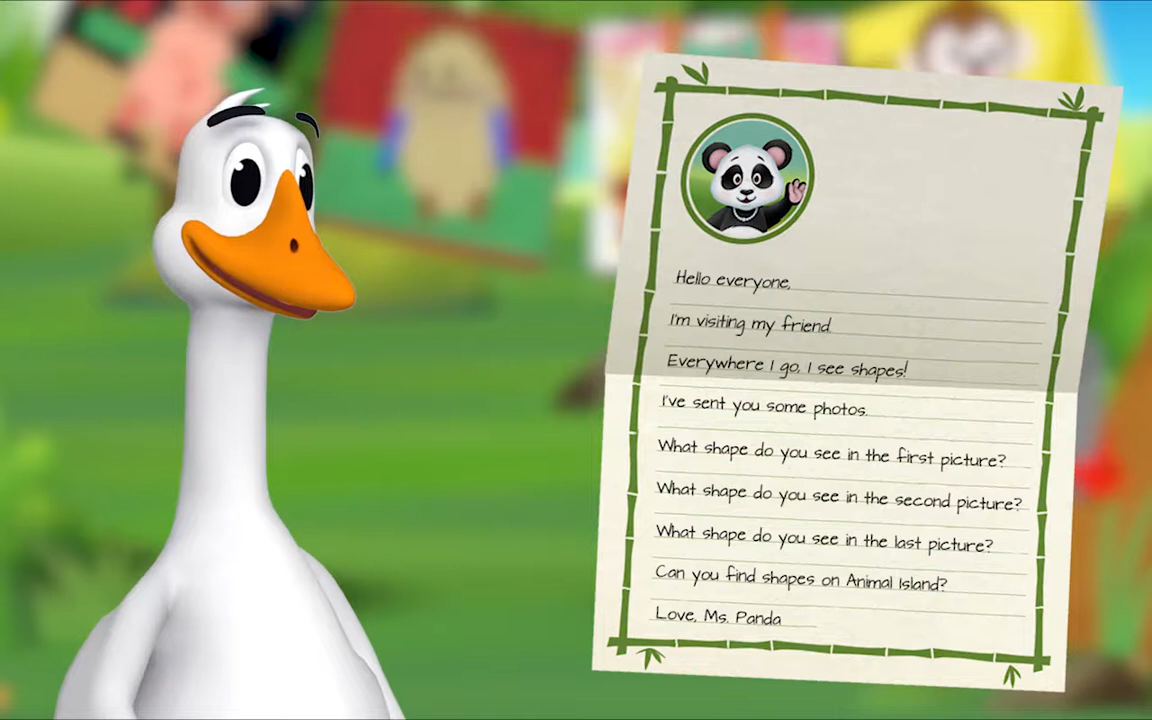 Hello everyone,
I'm visiting my friend.
Everywhere I go, I see shapes!
I've sent you some photos.
What shape do you see in the first picture?
What shape do you see in the second picture?
What shape do you see in the last picture?
Can you find shapes on Animal Island?
Love, Ms. Panda